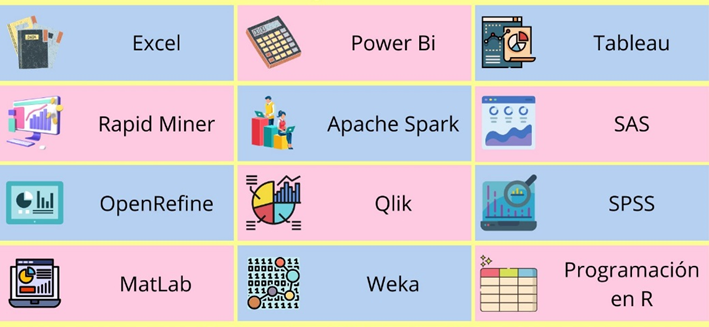 Excel
Power Bi
Tableau
Rapid Miner
Apache Spark
SAS
OpenRefine
Qlik
SPSS
MatLab
Weka
Programación
en R